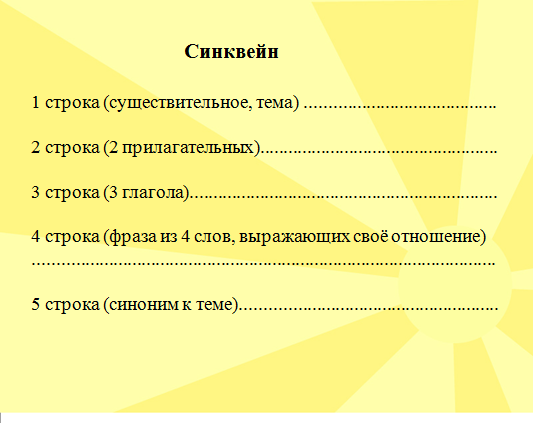 Синквейн
1 строка (существительное, тема) ..........................................
2 строка (2 прилагательных)...................................................
3 строка (3 глагола)..................................................................
4 строка (фраза из 4 слов, выражающих своё отношение)
....................................................................................................
5 строка (синоним к теме)........................................................